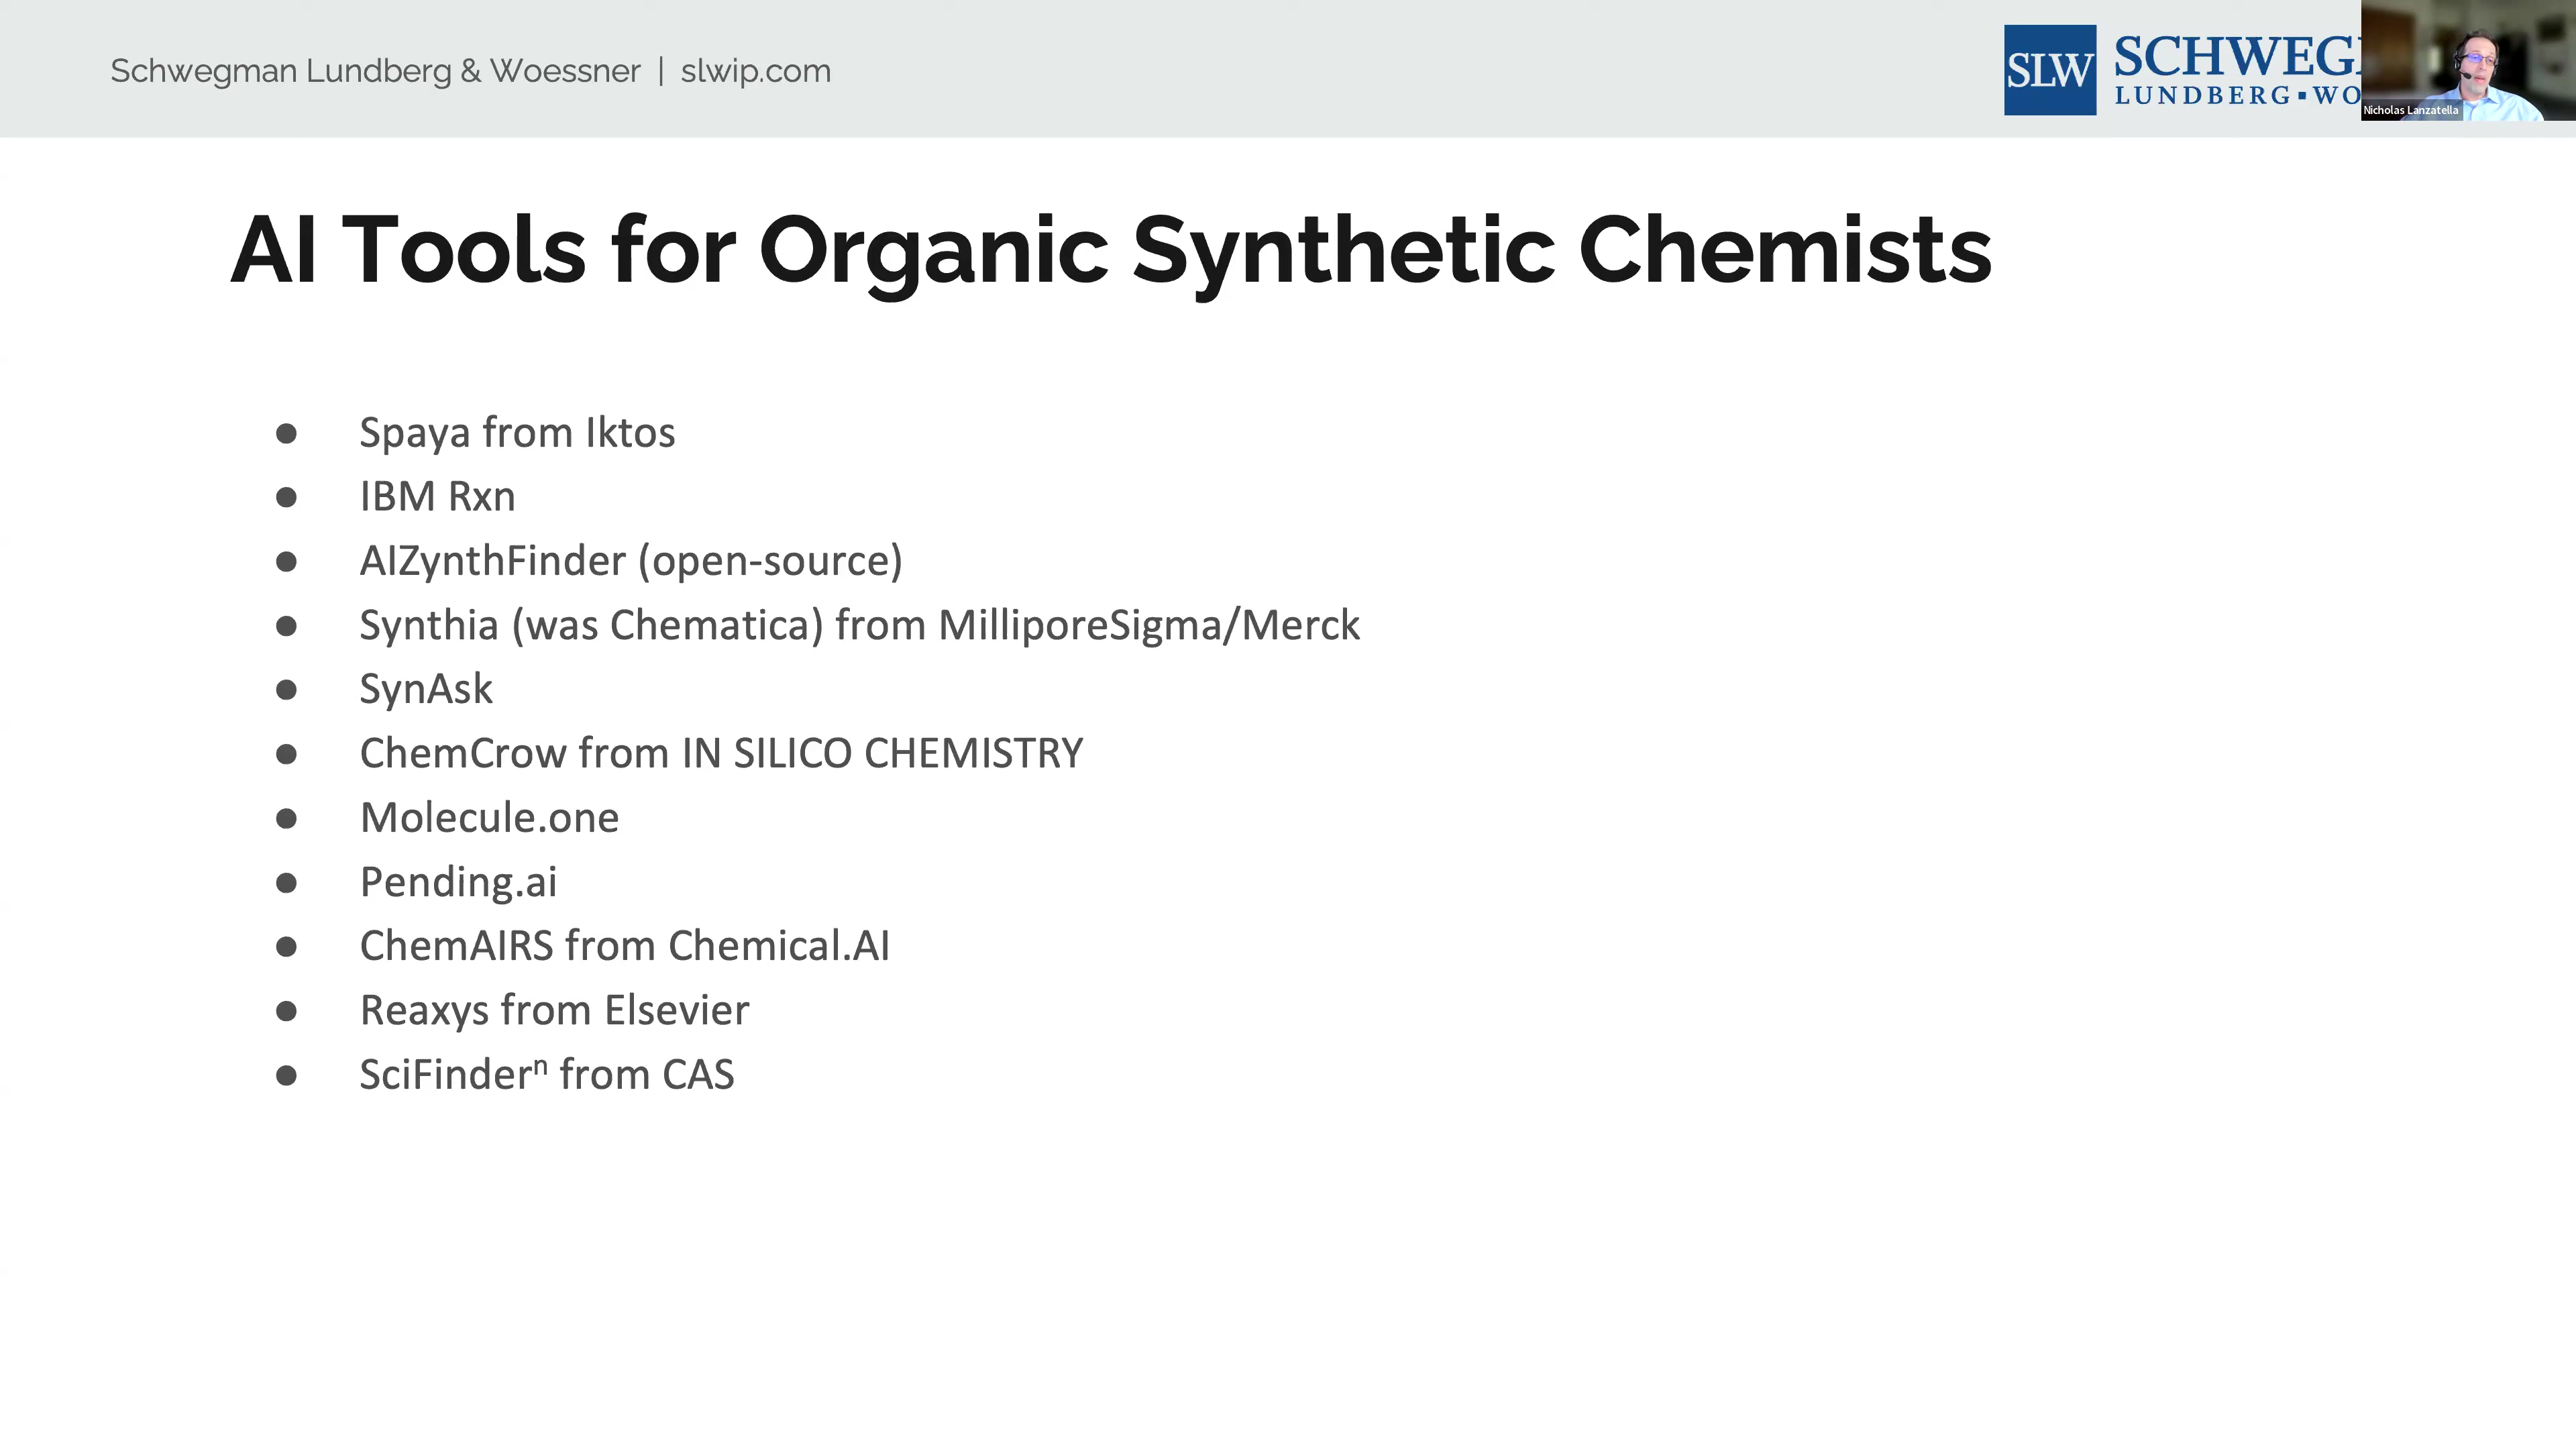 Schwegman Lundberg & Woessner | slwip.com
SLW
SCHWEG
LUNDBERG▪WO
Nicholas Lanzatella
AI Tools for Organic Synthetic Chemists
● Spaya from Iktos
● IBM Rxn
● AIZynthFinder (open-source)
● Synthia (was Chematica) from MilliporeSigma/Merck
● SynAsk
● ChemCrow from IN SILICO CHEMISTRY
● Molecule.one
● Pending.ai
● ChemAIRS from Chemical.AI
● Reaxys from Elsevier
● SciFinderⁿ from CAS